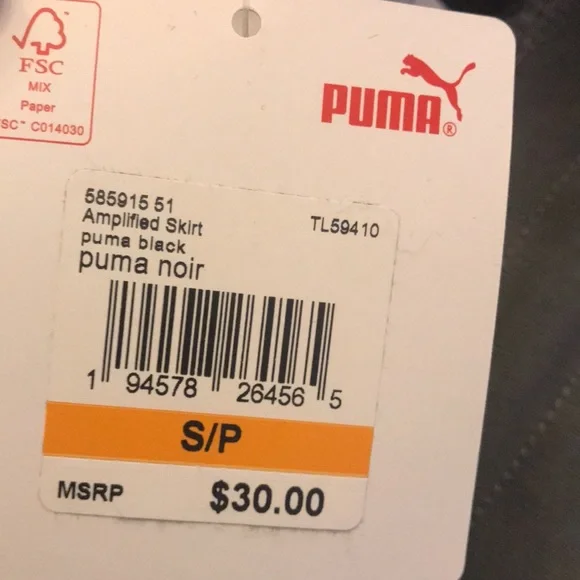 FSC
MIX
Paper
FSC™ C014030
PUMA®
585915 51
Amplified Skirt
TL59410
puma black
puma noir
1 94578 26456 5
S/P
MSRP $30.00